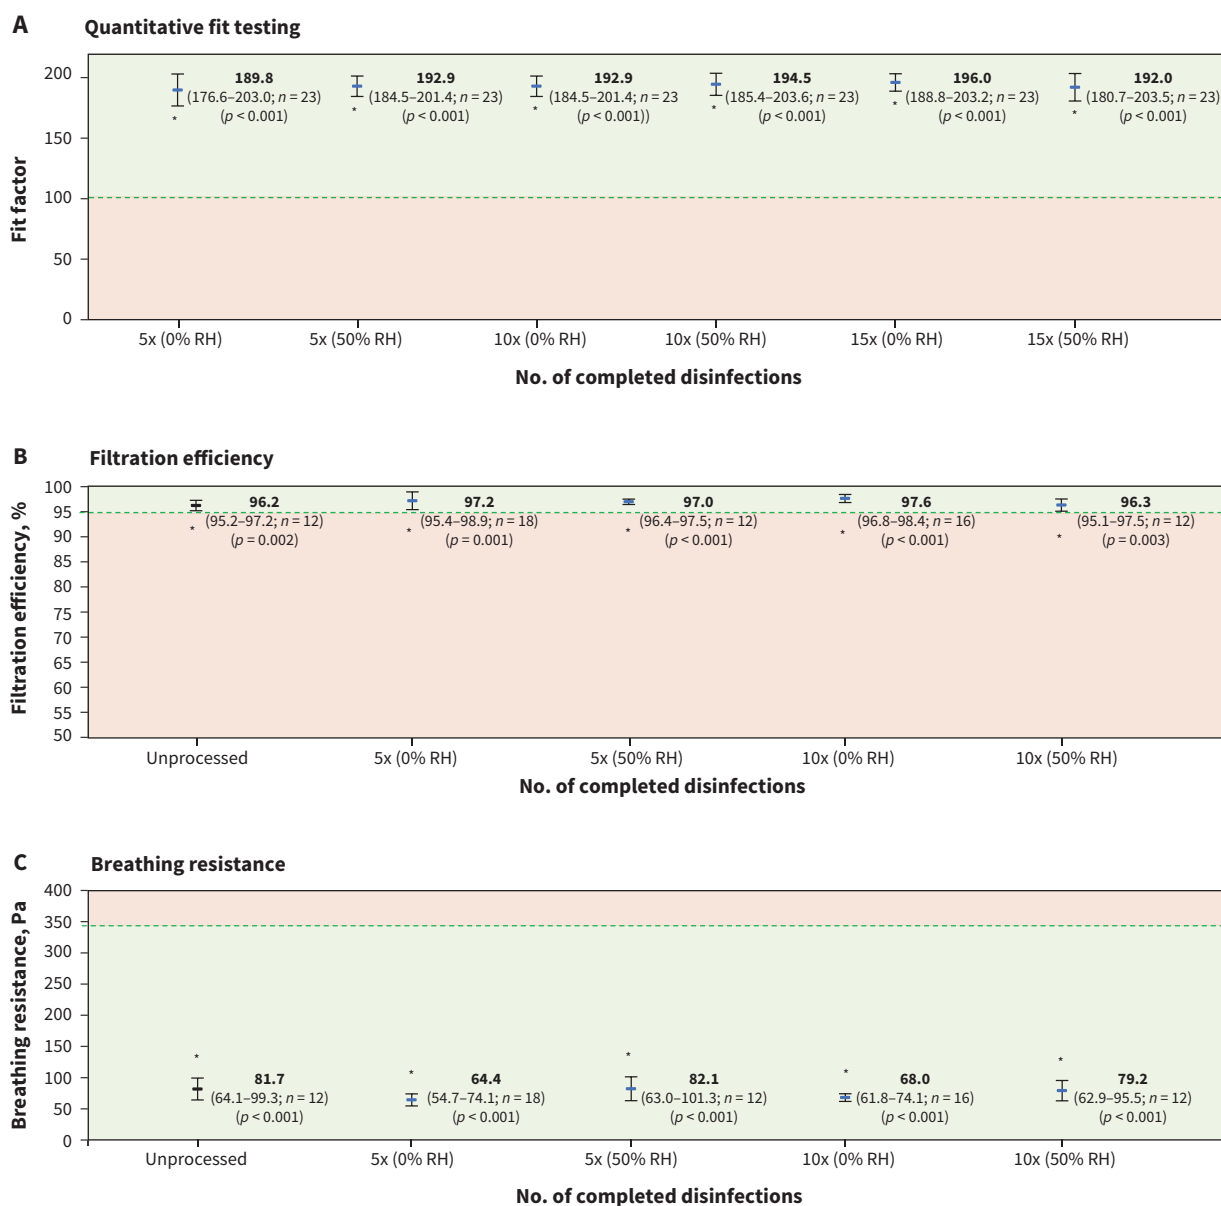 A Quantitative fit testing
Fit factor
200
150
100
50
0
189.8
(176.6–203.0; n = 23)
(p < 0.001)
*
192.9
(184.5–201.4; n = 23)
(p < 0.001)
*
192.9
(184.5–201.4; n = 23
(p < 0.001))
*
194.5
(185.4–203.6; n = 23)
(p < 0.001)
*
196.0
(188.8–203.2; n = 23)
(p < 0.001)
*
192.0
(180.7–203.5; n = 23)
(p < 0.001)
*
5x (0% RH) 5x (50% RH) 10x (0% RH) 10x (50% RH) 15x (0% RH) 15x (50% RH)
No. of completed disinfections
B Filtration efficiency
Filtration efficiency, %
100
95
90
85
80
75
70
65
60
55
50
96.2
(95.2–97.2; n = 12)
(p = 0.002)
*
97.2
(95.4–98.9; n = 18)
(p = 0.001)
*
97.0
(96.4–97.5; n = 12)
(p < 0.001)
*
97.6
(96.8–98.4; n = 16)
(p < 0.001)
*
96.3
(95.1–97.5; n = 12)
(p = 0.003)
*
Unprocessed 5x (0% RH) 5x (50% RH) 10x (0% RH) 10x (50% RH)
No. of completed disinfections
C Breathing resistance
Breathing resistance, Pa
400
350
300
250
200
150
100
50
0
*
81.7
(64.1–99.3; n = 12)
(p < 0.001)
*
64.4
(54.7–74.1; n = 18)
(p < 0.001)
*
82.1
(63.0–101.3; n = 12)
(p < 0.001)
*
68.0
(61.8–74.1; n = 16)
(p < 0.001)
*
79.2
(62.9–95.5; n = 12)
(p < 0.001)
Unprocessed 5x (0% RH) 5x (50% RH) 10x (0% RH) 10x (50% RH)
No. of completed disinfections